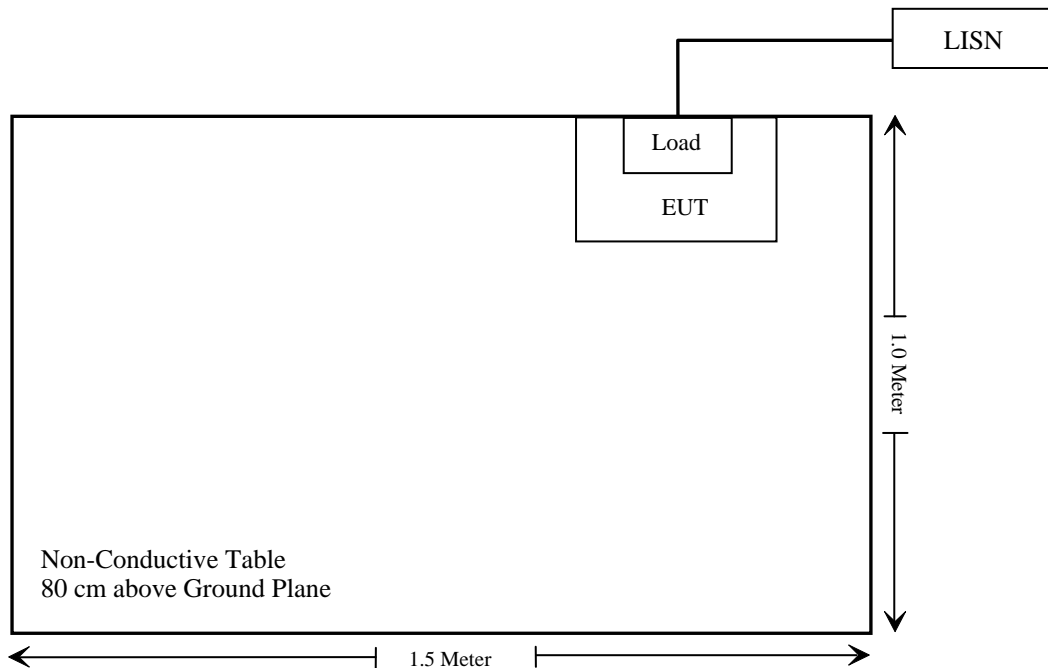 LISN
Load
EUT
1.0 Meter
Non-Conductive Table
80 cm above Ground Plane
1.5 Meter